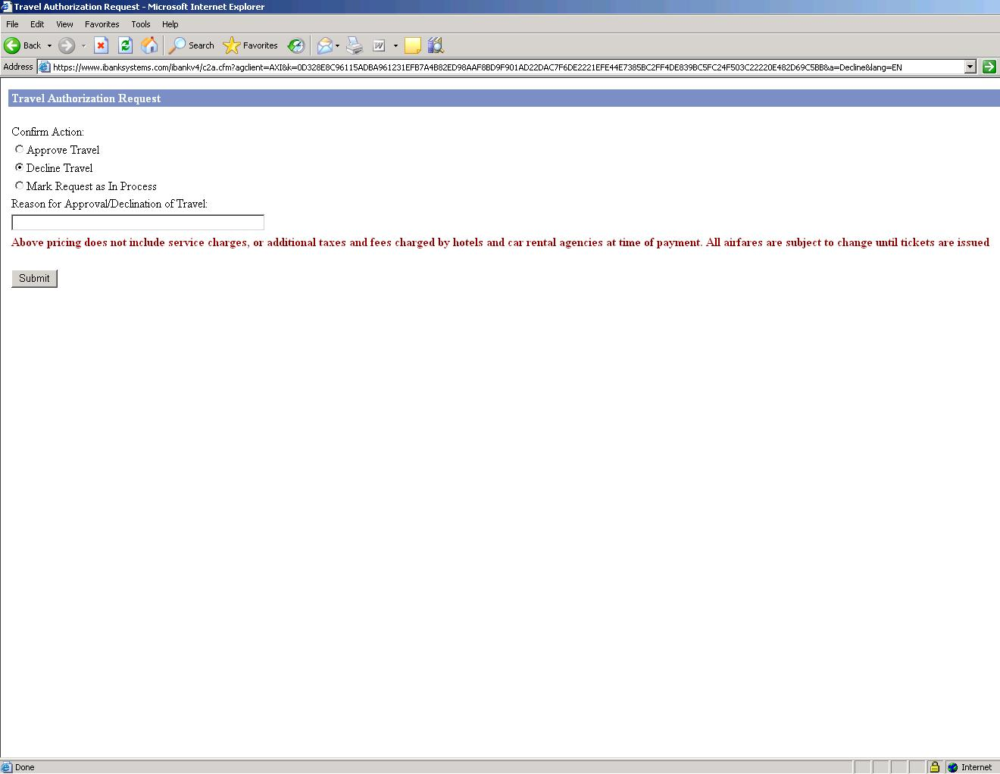 Travel Authorization Request - Microsoft Internet Explorer
File Edit View Favorites Tools Help
Back Search Favorites W
Address https://www.ibanksystems.com/ibankv4/c2a.cfm?agclient=AXI&k=0D328E8C96115ADBA961231EFB7A4B82ED98AAF8BD9F901AD22DAC7F6DE2221EFE44E7385BC2FF4DE839BC5FC24F503C22220E482D69C5BB&a=Decline&lang=EN
Travel Authorization Request
Confirm Action:
Approve Travel
Decline Travel
Mark Request as In Process
Reason for Approval/Declination of Travel:
Above pricing does not include service charges, or additional taxes and fees charged by hotels and car rental agencies at time of payment. All airfares are subject to change until tickets are issued
Submit
Done Internet